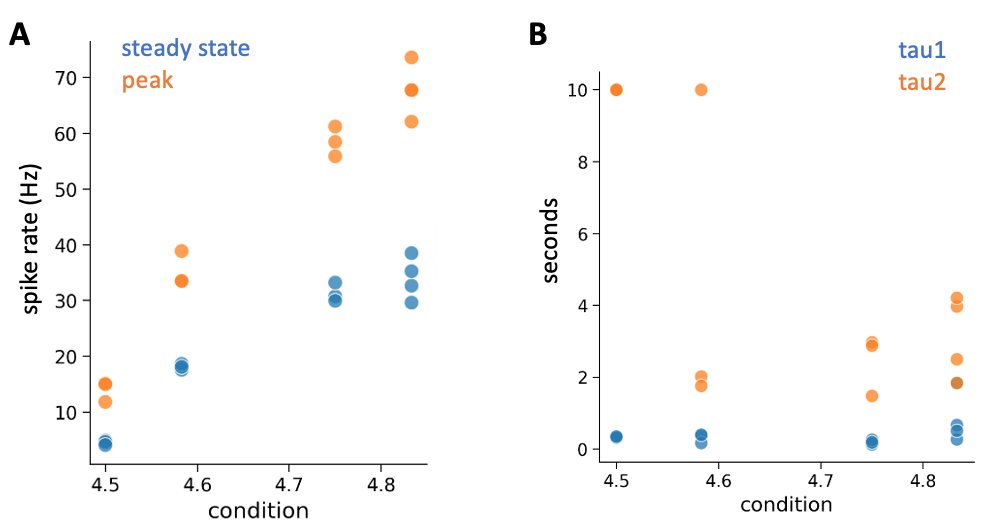 A
steady state
peak
70
60
50
40
30
20
10
spike rate (Hz)
4.5 4.6 4.7 4.8
condition
B
tau1
tau2
10
8
6
4
2
0
seconds
4.5 4.6 4.7 4.8
condition